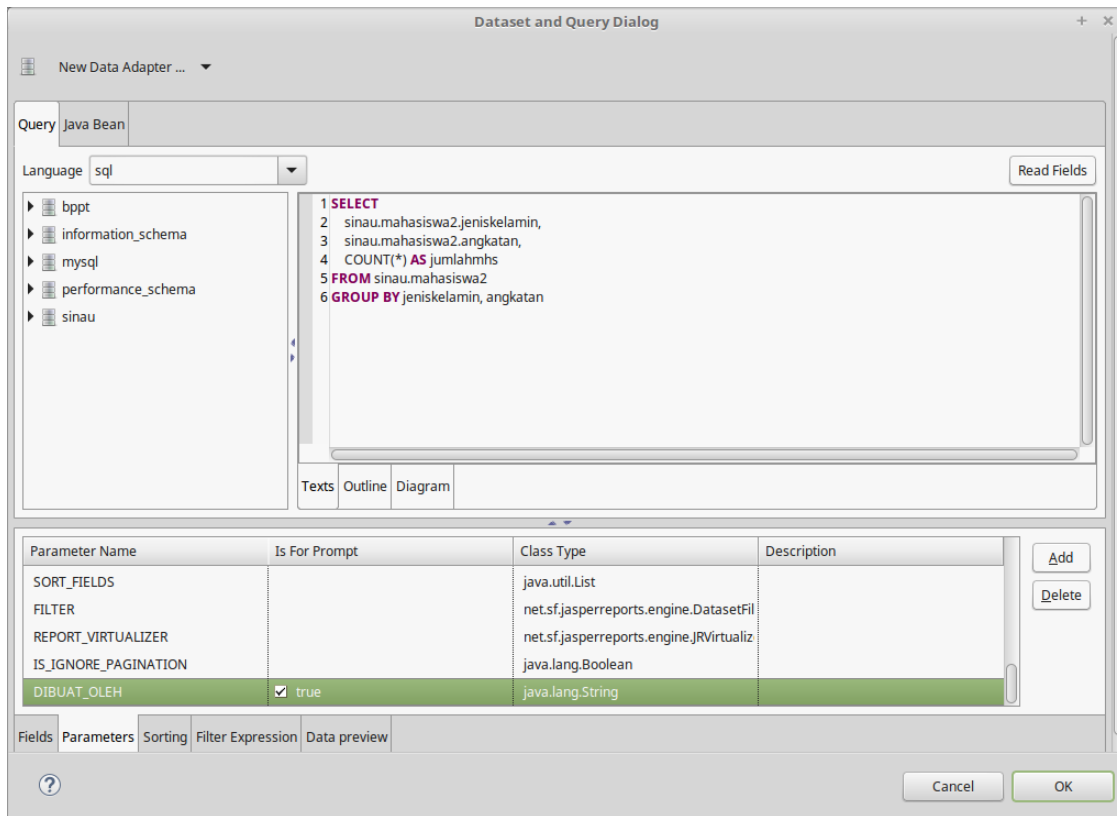 Dataset and Query Dialog
New Data Adapter ...
Query Java Bean
Language sql
Read Fields
bppt
information_schema
mysql
performance_schema
sinau
1 SELECT
2 sinau.mahasiswa2.jeniskelamin,
3 sinau.mahasiswa2.angkatan,
4 COUNT(*) AS jumlahmhs
5 FROM sinau.mahasiswa2
6 GROUP BY jeniskelamin, angkatan
Texts Outline Diagram
Parameter Name Is For Prompt Class Type Description
SORT_FIELDS java.util.List
FILTER net.sf.jasperreports.engine.DatasetFil
REPORT_VIRTUALIZER net.sf.jasperreports.engine.JRVirtualiz
IS_IGNORE_PAGINATION java.lang.Boolean
DIBUAT_OLEH true java.lang.String
Add
Delete
Fields Parameters Sorting Filter Expression Data preview
? Cancel OK